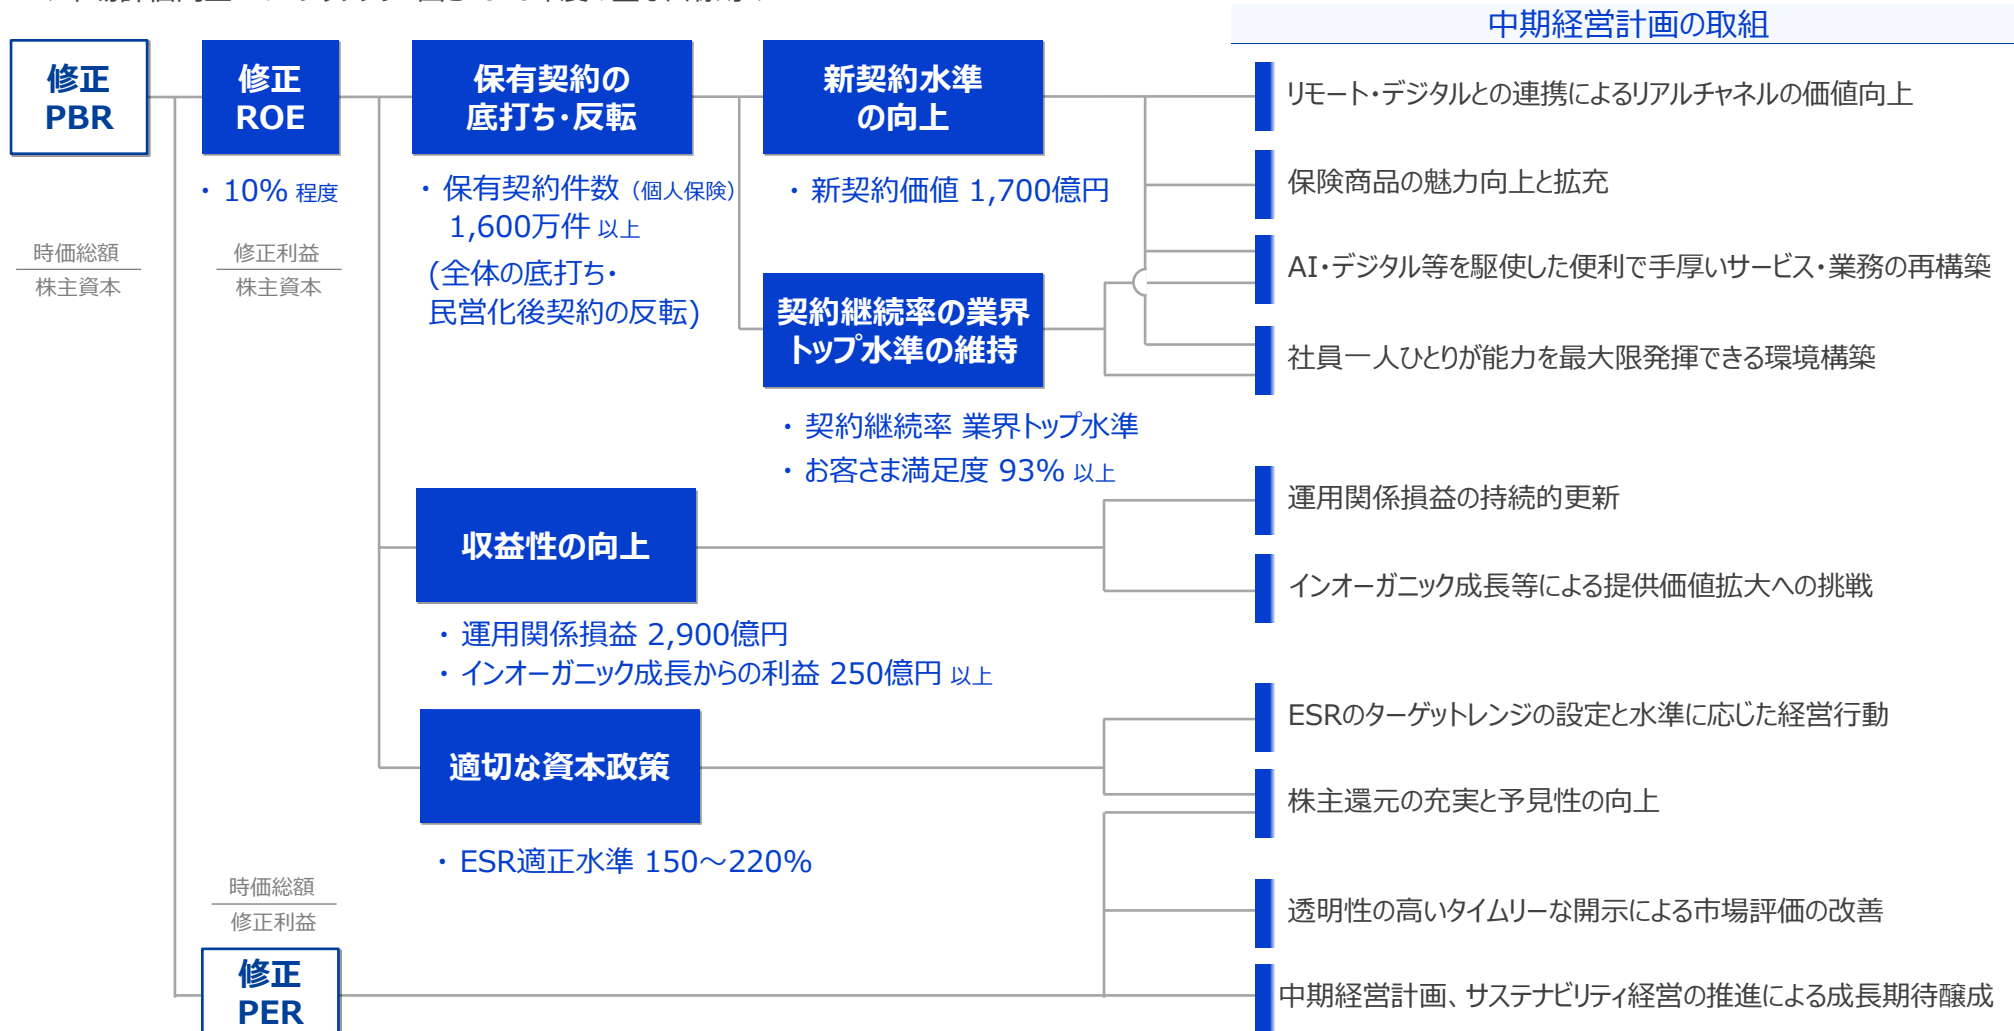 中期経営計画の取組
修正
PBR
時価総額
株主資本
修正
ROE
・ 10% 程度
修正利益
株主資本
保有契約の
底打ち・反転
・ 保有契約件数（個人保険）
1,600万件 以上
(全体の底打ち・
民営化後契約の反転)
新契約水準
の向上
・ 新契約価値 1,700億円
契約継続率の業界
トップ水準の維持
・ 契約継続率 業界トップ水準
・ お客さま満足度 93% 以上
収益性の向上
・ 運用関係損益 2,900億円
・ インオーガニック成長からの利益 250億円 以上
適切な資本政策
・ ESR適正水準 150～220%
時価総額
修正利益
修正
PER
リモート・デジタルとの連携によるリアルチャネルの価値向上
保険商品の魅力向上と拡充
AI・デジタル等を駆使した便利で手厚いサービス・業務の再構築
社員一人ひとりが能力を最大限発揮できる環境構築
運用関係損益の持続的更新
インオーガニック成長等による提供価値拡大への挑戦
ESRのターゲットレンジの設定と水準に応じた経営行動
株主還元の充実と予見性の向上
透明性の高いタイムリーな開示による市場評価の改善
中期経営計画、サステナビリティ経営の推進による成長期待醸成